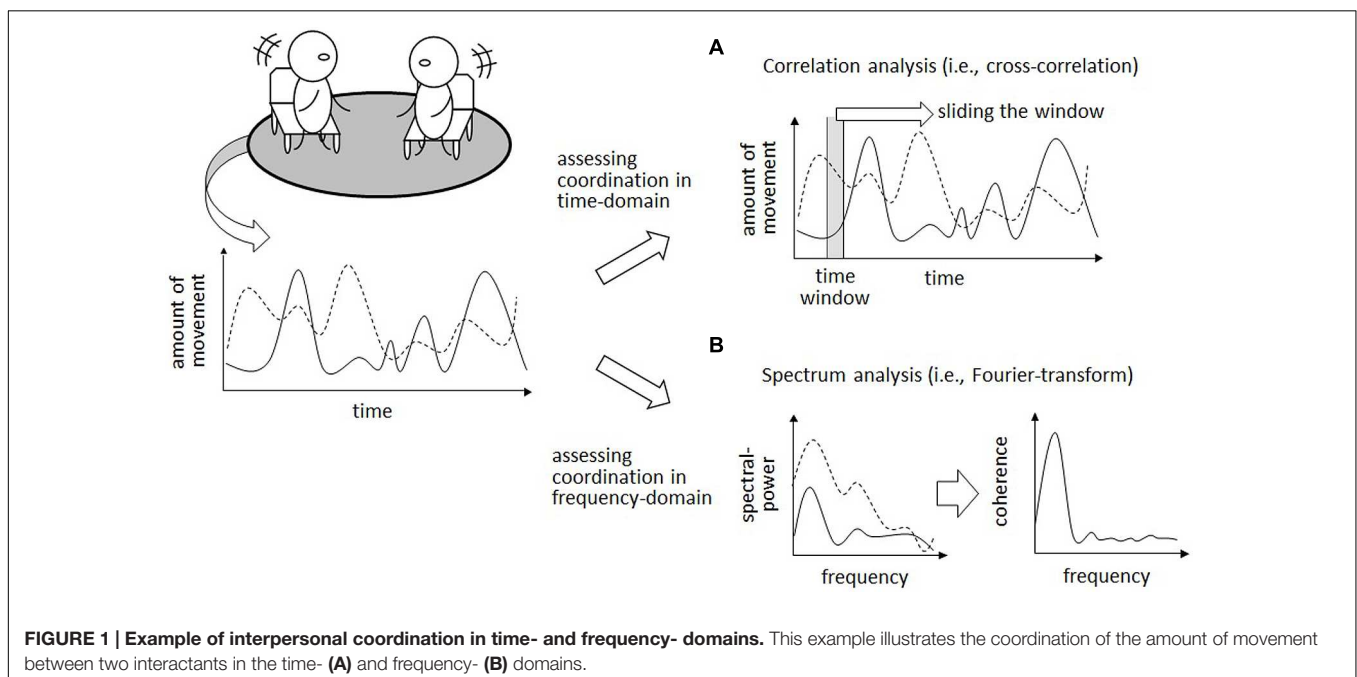 amount of
movement
time
assessing
coordination in
time-domain
assessing
coordination in
frequency-domain
A
Correlation analysis (i.e., cross-correlation)
sliding the window
amount of
movement
time
window
time
B
Spectrum analysis (i.e., Fourier-transform)
spectral-
power
frequency
coherence
frequency
FIGURE 1 | Example of interpersonal coordination in time- and frequency- domains. This example illustrates the coordination of the amount of movement
between two interactants in the time- (A) and frequency- (B) domains.